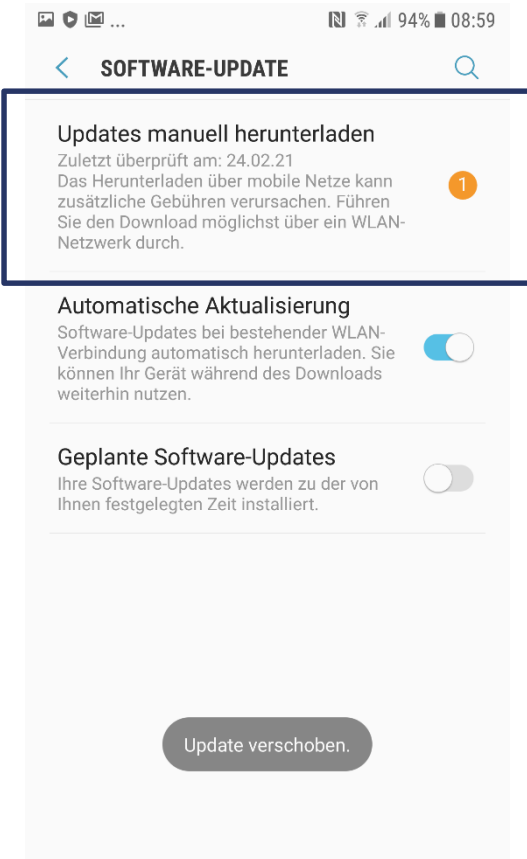 ... 94% 08:59
SOFTWARE-UPDATE
Updates manuell herunterladen
Zuletzt überprüft am: 24.02.21
Das Herunterladen über mobile Netze kann
zusätzliche Gebühren verursachen. Führen
Sie den Download möglichst über ein WLAN-
Netzwerk durch.
1
Automatische Aktualisierung
Software-Updates bei bestehender WLAN-
Verbindung automatisch herunterladen. Sie
können Ihr Gerät während des Downloads
weiterhin nutzen.
Geplante Software-Updates
Ihre Software-Updates werden zu der von
Ihnen festgelegten Zeit installiert.
Update verschoben.